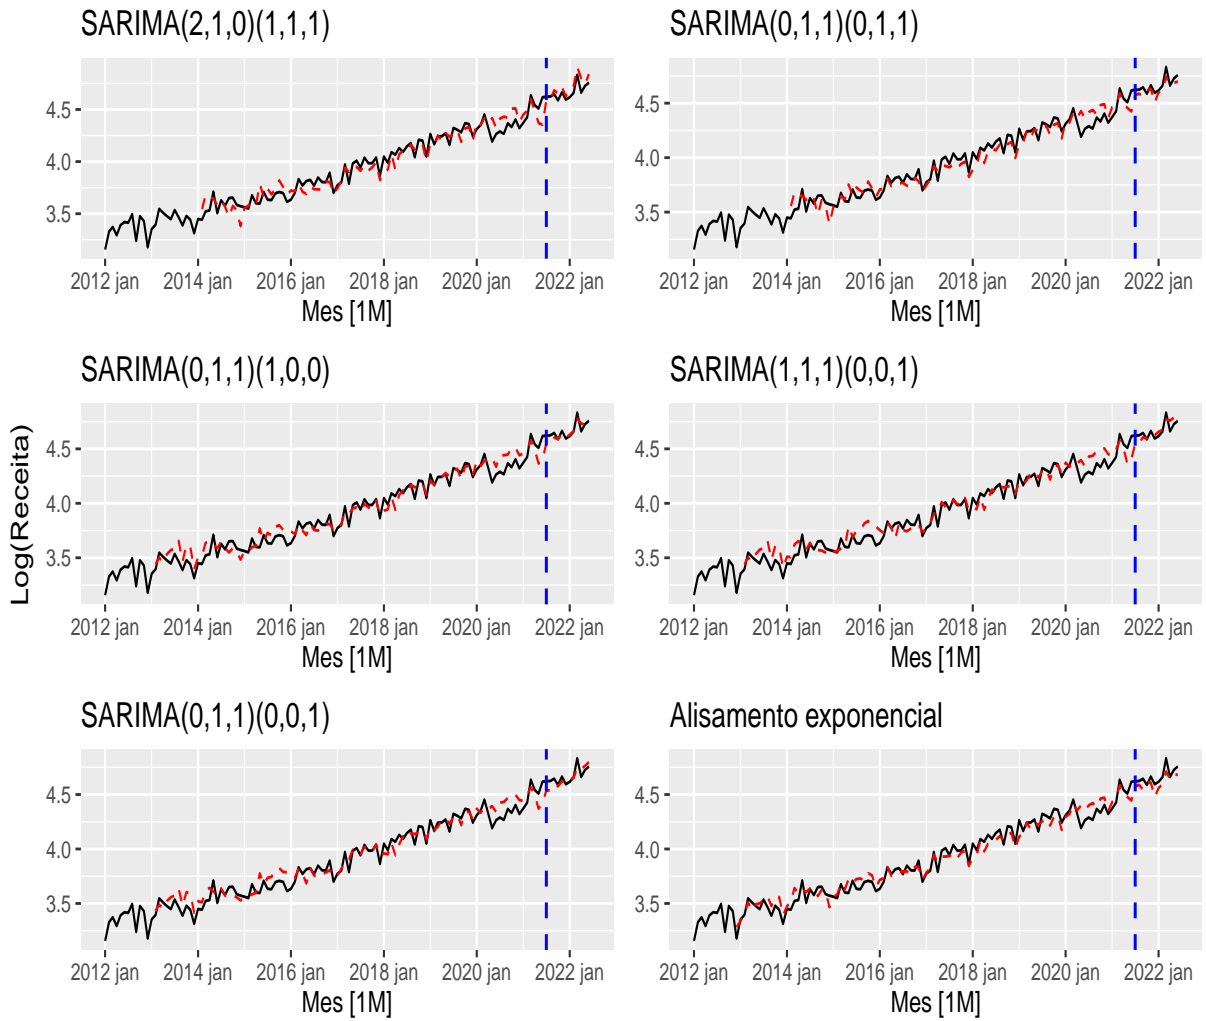 SARIMA(2,1,0)(1,1,1)
4.5
4.0
3.5
2012 jan 2014 jan 2016 jan 2018 jan 2020 jan 2022 jan
Mes [1M]
SARIMA(0,1,1)(0,1,1)
4.5
4.0
3.5
2012 jan 2014 jan 2016 jan 2018 jan 2020 jan 2022 jan
Mes [1M]
Log(Receita)
SARIMA(0,1,1)(1,0,0)
4.5
4.0
3.5
2012 jan 2014 jan 2016 jan 2018 jan 2020 jan 2022 jan
Mes [1M]
SARIMA(1,1,1)(0,0,1)
4.5
4.0
3.5
2012 jan 2014 jan 2016 jan 2018 jan 2020 jan 2022 jan
Mes [1M]
SARIMA(0,1,1)(0,0,1)
4.5
4.0
3.5
2012 jan 2014 jan 2016 jan 2018 jan 2020 jan 2022 jan
Mes [1M]
Alisamento exponencial
4.5
4.0
3.5
2012 jan 2014 jan 2016 jan 2018 jan 2020 jan 2022 jan
Mes [1M]